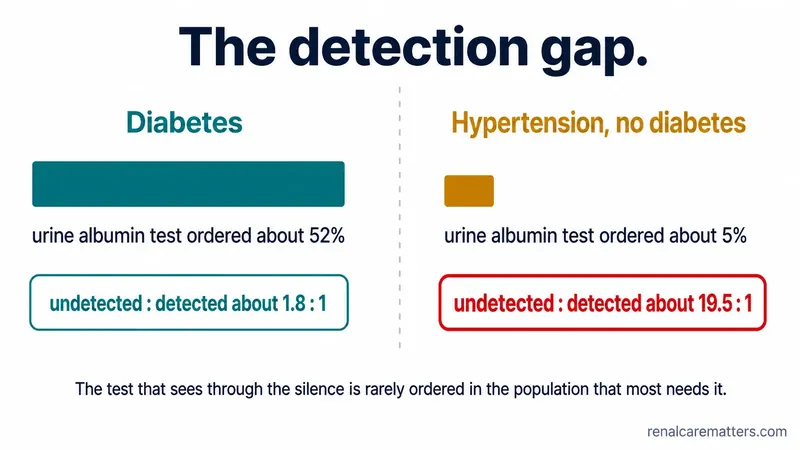 The detection gap.
Diabetes
urine albumin test ordered about 52%
undetected : detected about 1.8 : 1
Hypertension, no diabetes
urine albumin test ordered about 5%
undetected : detected about 19.5 : 1
The test that sees through the silence is rarely ordered in the population that most needs it.
renalcarematters.com